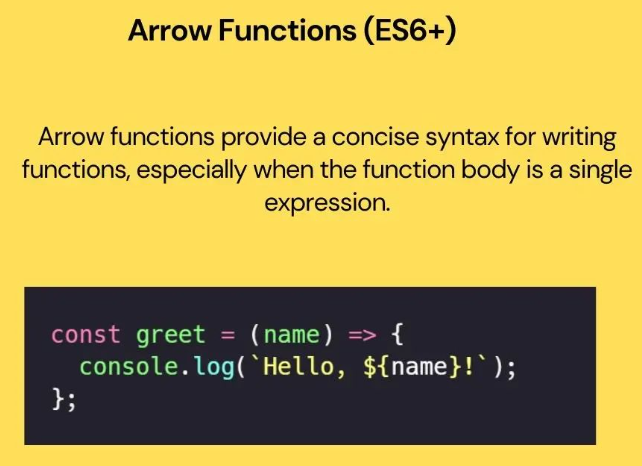 Arrow Functions (ES6+)
Arrow functions provide a concise syntax for writing
functions, especially when the function body is a single
expression.
const greet = (name) => {
  console.log(`Hello, ${name}!`);
};